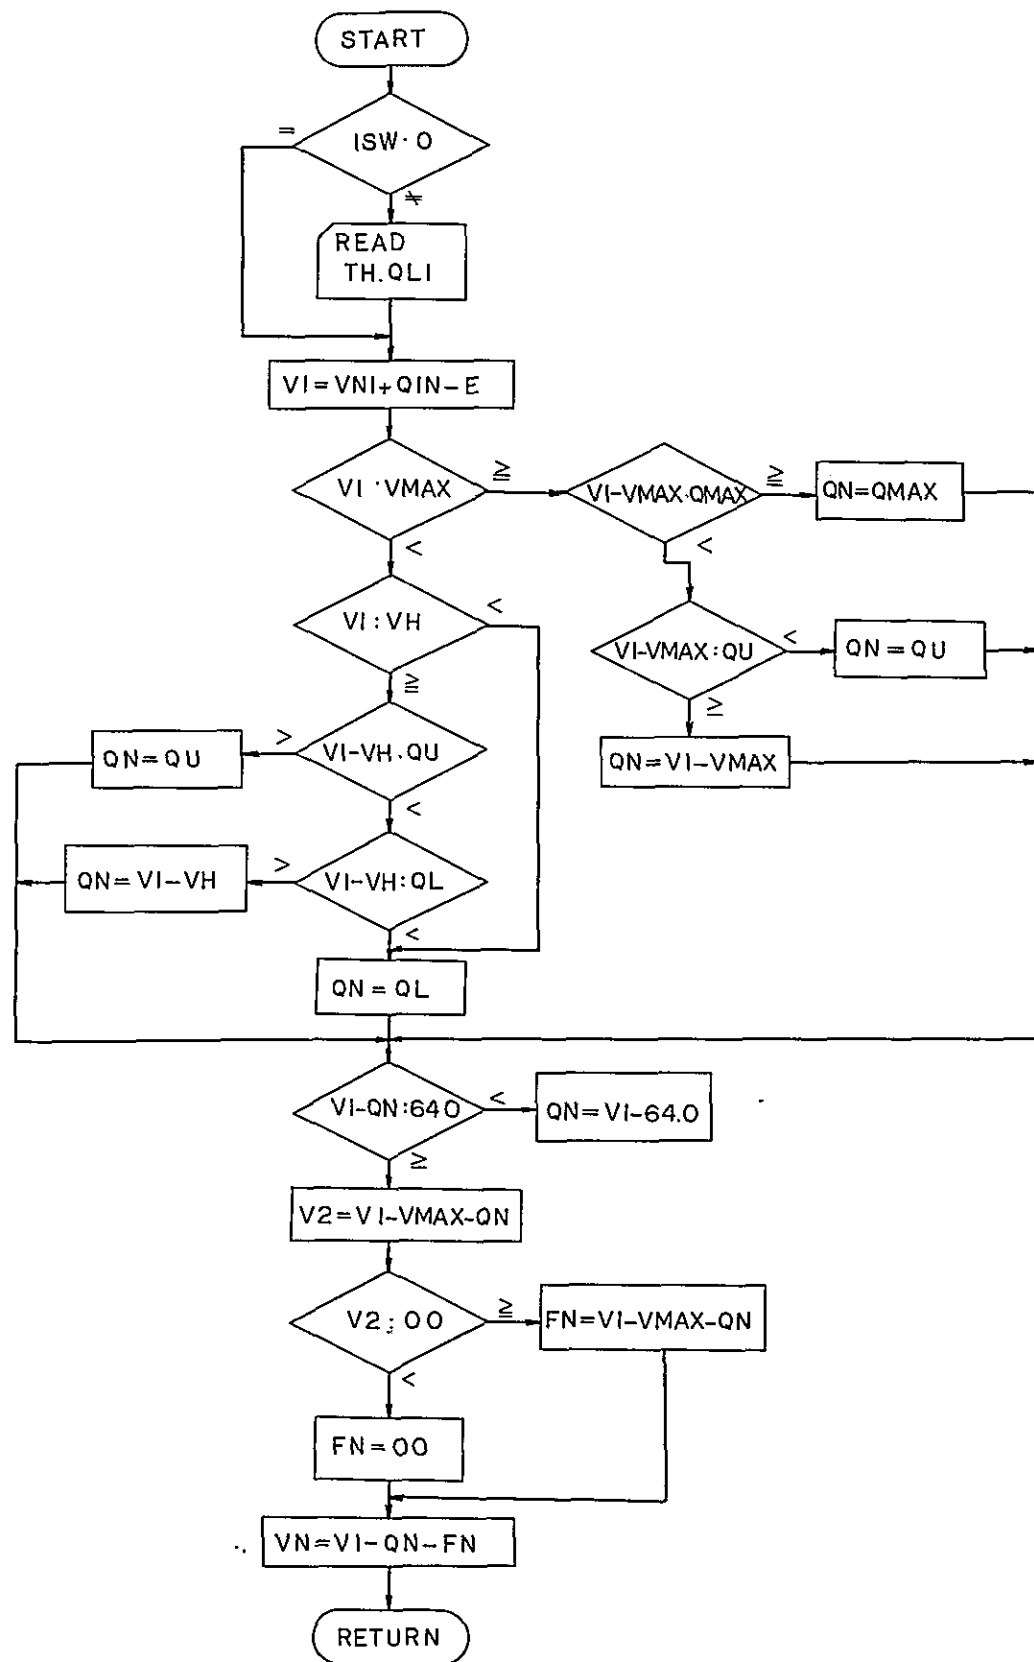 START
ISW·0
=
≠
READ
TH.QLI
VI=VNI+QIN-E
VI·VMAX
≧
<
VI-VMAX·QMAX
≧
<
QN=QMAX
VI:VH
<
≧
VI-VMAX:QU
<
≧
QN=QU
QN=VI-VMAX
VI-VH.QU
>
<
QN=QU
VI-VH:QL
>
<
QN=VI-VH
QN=QL
VI-QN:640
<
≧
QN=VI-64.0
V2=VI-VMAX-QN
V2:00
≧
<
FN=VI-VMAX-QN
FN=00
VN=VI-QN-FN
RETURN